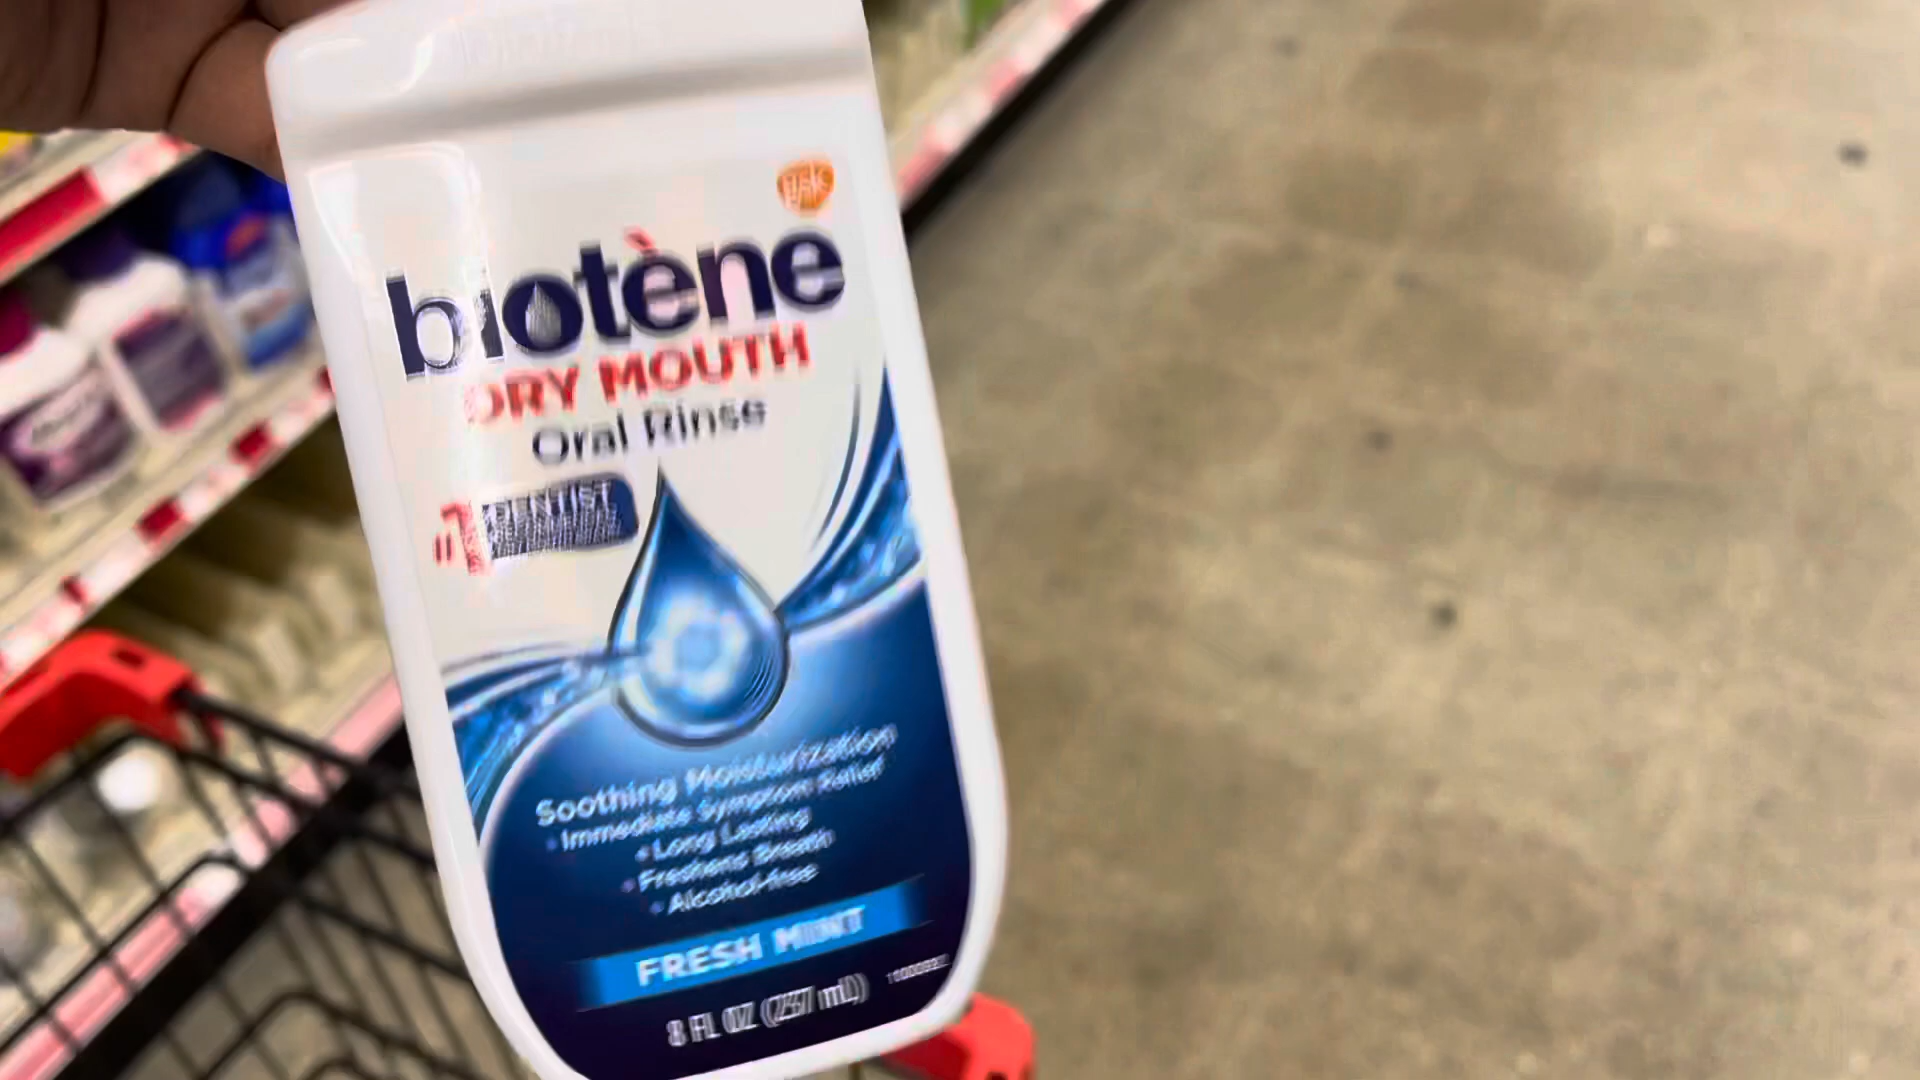 gsk
biotène
DRY MOUTH
Oral Rinse
#1 DENTIST
Soothing Moisturization
• Immediate Symptom Relief
• Long Lasting
• Freshens Breath
• Alcohol-free
FRESH MINT
8 FL OZ (237 mL)